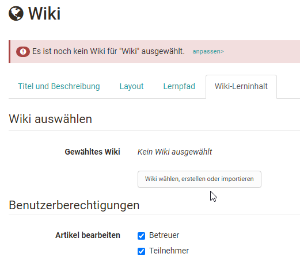 Wiki
Es ist noch kein Wiki für "Wiki" ausgewählt. anpassen>
Titel und Beschreibung Layout Lernpfad Wiki-Lerninhalt
Wiki auswählen
Gewähltes Wiki Kein Wiki ausgewählt
Wiki wählen, erstellen oder importieren
Benutzerberechtigungen
Artikel bearbeiten Betreuer
Teilnehmer